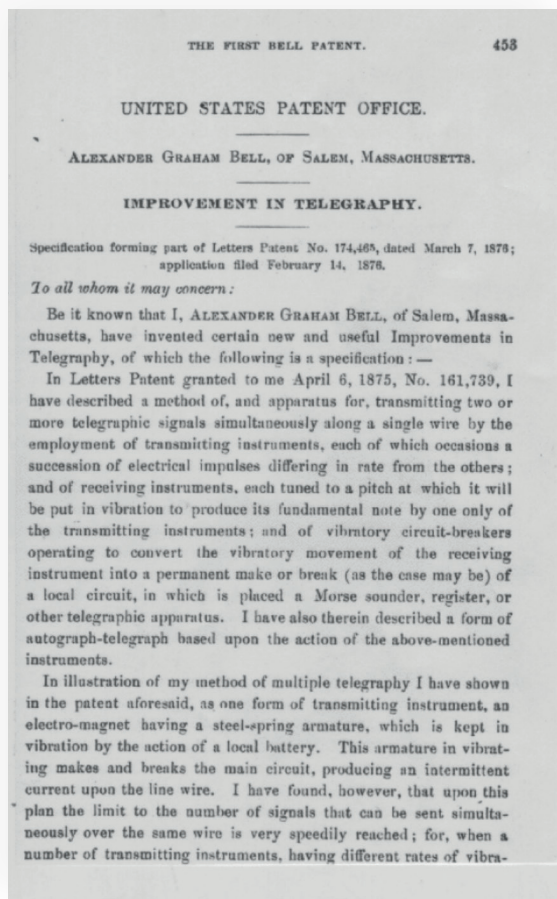 THE FIRST BELL PATENT. 453
UNITED STATES PATENT OFFICE.
ALEXANDER GRAHAM BELL, OF SALEM, MASSACHUSETTS.
IMPROVEMENT IN TELEGRAPHY.
Specification forming part of Letters Patent No. 174,465, dated March 7, 1876;
application filed February 14, 1876.
To all whom it may concern:
Be it known that I, ALEXANDER GRAHAM BELL, of Salem, Massa-
chusetts, have invented certain new and useful Improvements in
Telegraphy, of which the following is a specification: —
In Letters Patent granted to me April 6, 1875, No. 161,739, I
have described a method of, and apparatus for, transmitting two or
more telegraphic signals simultaneously along a single wire by the
employment of transmitting instruments, each of which occasions a
succession of electrical impulses differing in rate from the others;
and of receiving instruments, each tuned to a pitch at which it will
be put in vibration to produce its fundamental note by one only of
the transmitting instruments; and of vibratory circuit-breakers
operating to convert the vibratory movement of the receiving
instrument into a permanent make or break (as the case may be) of
a local circuit, in which is placed a Morse sounder, register, or
other telegraphic apparatus. I have also therein described a form of
autograph-telegraph based upon the action of the above-mentioned
instruments.
In illustration of my method of multiple telegraphy I have shown
in the patent aforesaid, as one form of transmitting instrument, an
electro-magnet having a steel-spring armature, which is kept in
vibration by the action of a local battery. This armature in vibrat-
ing makes and breaks the main circuit, producing an intermittent
current upon the line wire. I have found, however, that upon this
plan the limit to the number of signals that can be sent simulta-
neously over the same wire is very speedily reached; for, when a
number of transmitting instruments, having different rates of vibra-